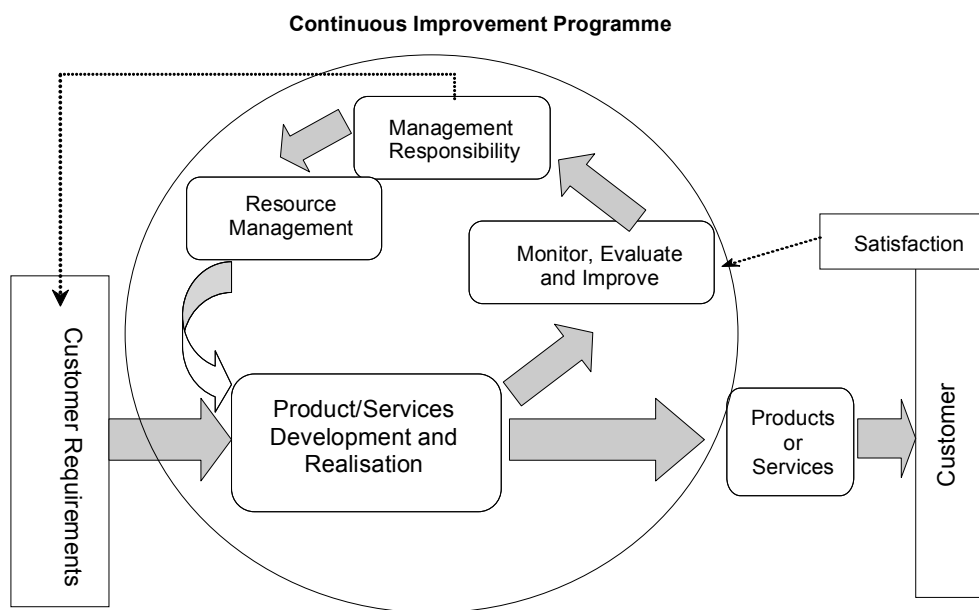 Continuous Improvement Programme
Management
Responsibility
Resource
Management
Monitor, Evaluate
and Improve
Satisfaction
Customer Requirements
Product/Services
Development and
Realisation
Products
or
Services
Customer